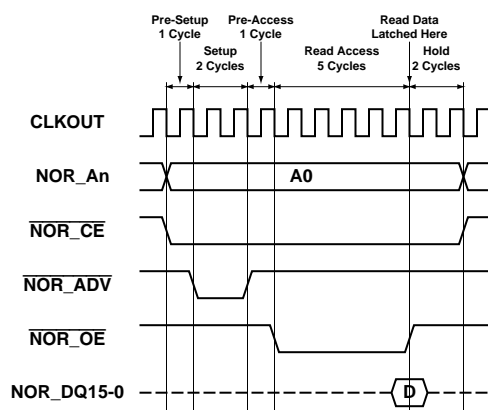 Pre-Setup
1 Cycle
Pre-Access
1 Cycle
Read Data
Latched Here
Setup
2 Cycles
Read Access
5 Cycles
Hold
2 Cycles
CLKOUT
NOR_An
A0
NOR_CE
NOR_ADV
NOR_OE
NOR_DQ15-0
D